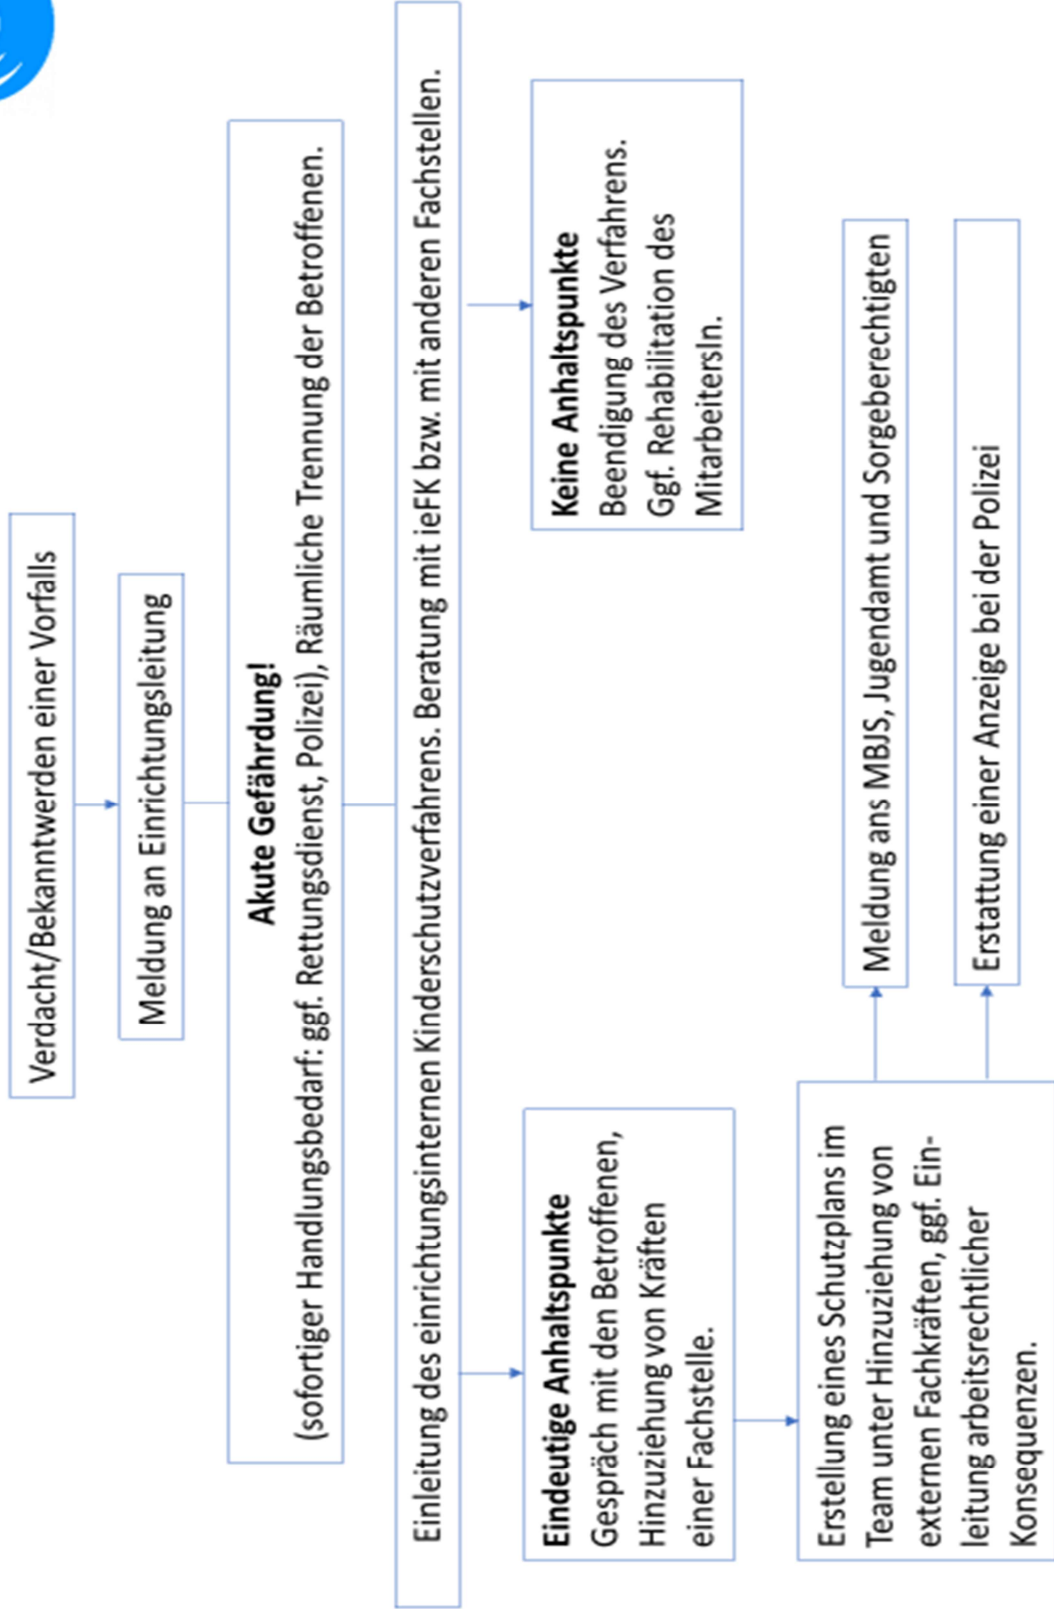 Verdacht/Bekanntwerden einer Vorfalls
Meldung an Einrichtungsleitung
Akute Gefährdung!
(sofortiger Handlungsbedarf: ggf. Rettungsdienst, Polizei), Räumliche Trennung der Betroffenen.
Einleitung des einrichtungsinternen Kinderschutzverfahrens. Beratung mit ieFK bzw. mit anderen Fachstellen.
Eindeutige Anhaltspunkte
Gespräch mit den Betroffenen,
Hinzuziehung von Kräften
einer Fachstelle.
Keine Anhaltspunkte
Beendigung des Verfahrens.
Ggf. Rehabilitation des
MitarbeitersIn.
Erstellung eines Schutzplans im
Team unter Hinzuziehung von
externen Fachkräften, ggf. Ein-
leitung arbeitsrechtlicher
Konsequenzen.
Meldung ans MBJS, Jugendamt und Sorgeberechtigten
Erstattung einer Anzeige bei der Polizei